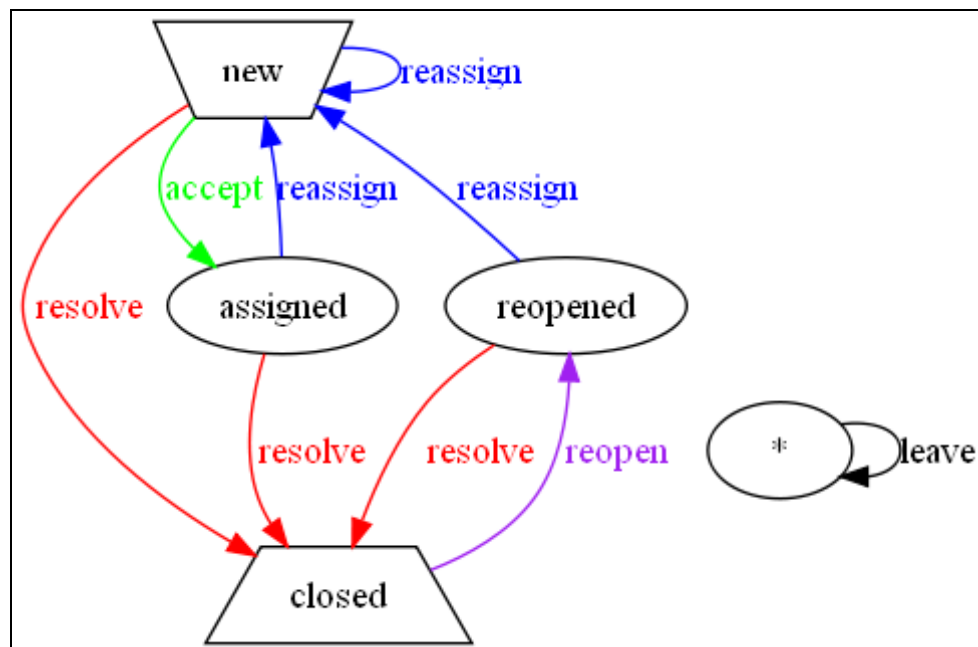 new
reassign
accept
reassign
reassign
resolve
assigned
reopened
resolve
resolve
reopen
*
leave
closed